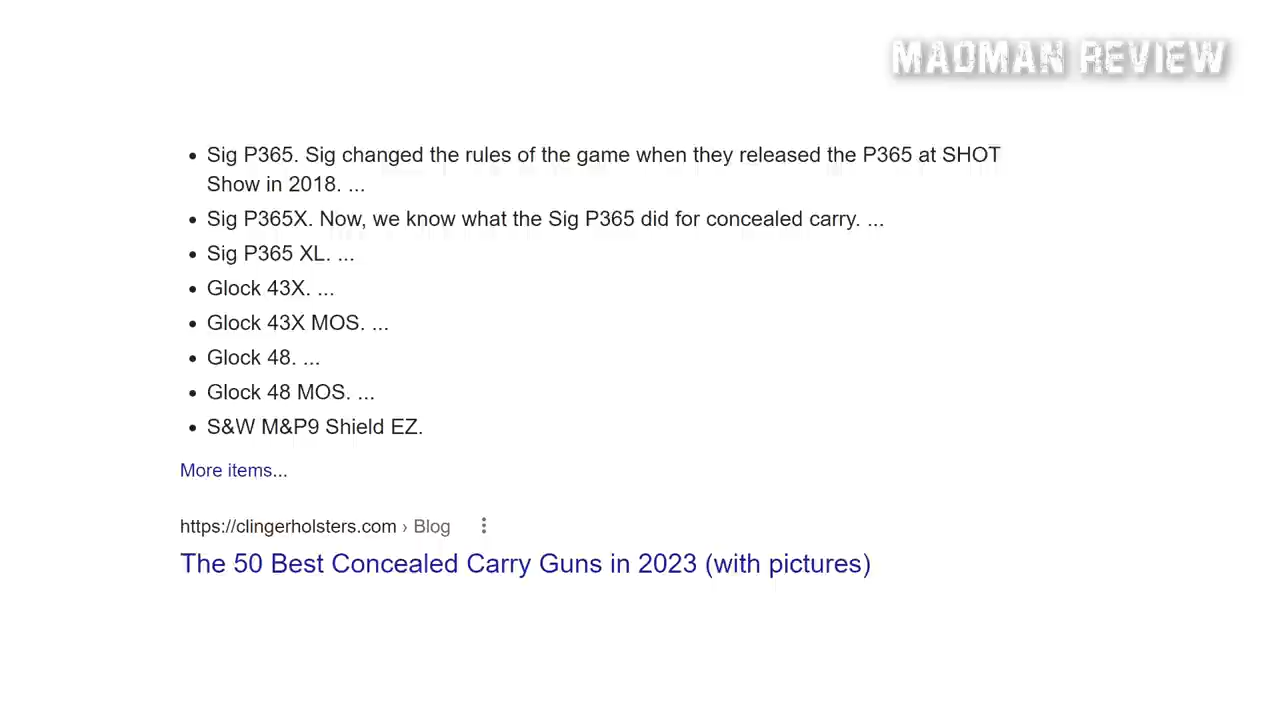 MADMAN REVIEW
• Sig P365. Sig changed the rules of the game when they released the P365 at SHOT
Show in 2018. ...
• Sig P365X. Now, we know what the Sig P365 did for concealed carry. ...
• Sig P365 XL. ...
• Glock 43X. ...
• Glock 43X MOS. ...
• Glock 48. ...
• Glock 48 MOS. ...
• S&W M&P9 Shield EZ.
More items...
https://clingerholsters.com › Blog
The 50 Best Concealed Carry Guns in 2023 (with pictures)